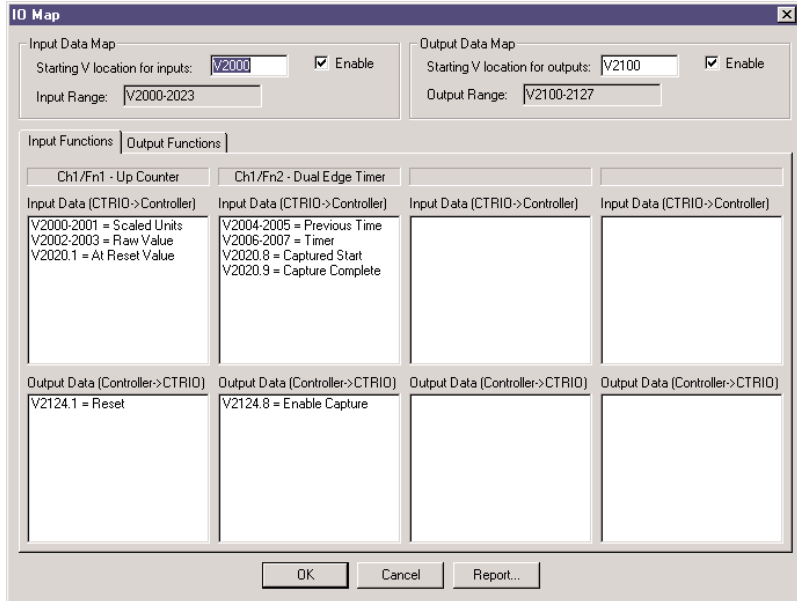 IO Map
Input Data Map
Starting V location for inputs: V2000 Enable
Input Range: V2000-2023
Output Data Map
Starting V location for outputs: V2100 Enable
Output Range: V2100-2127
Input Functions Output Functions
Ch1/Fn1 - Up Counter
Input Data (CTRIO->Controller)
V2000-2001 = Scaled Units
V2002-2003 = Raw Value
V2020.1 = At Reset Value
Output Data (Controller->CTRIO)
V2124.1 = Reset
Ch1/Fn2 - Dual Edge Timer
Input Data (CTRIO->Controller)
V2004-2005 = Previous Time
V2006-2007 = Timer
V2020.8 = Captured Start
V2020.9 = Capture Complete
Output Data (Controller->CTRIO)
V2124.8 = Enable Capture
Input Data (CTRIO->Controller)
Output Data (Controller->CTRIO)
Input Data (CTRIO->Controller)
Output Data (Controller->CTRIO)
OK Cancel Report...